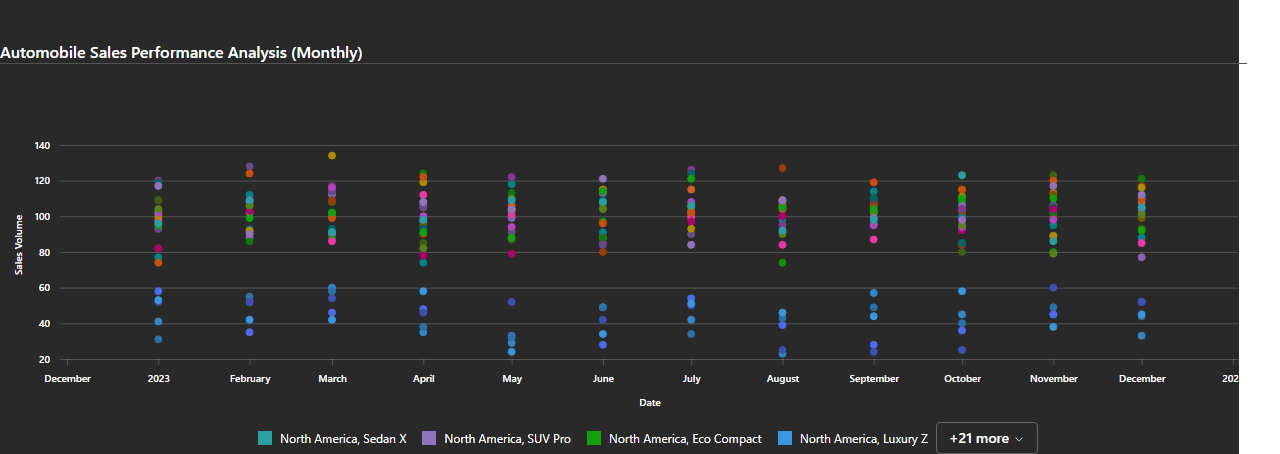 Automobile Sales Performance Analysis (Monthly)
140
120
100
80
60
40
20
Sales Volume
December 2023 February March April May June July August September October November December 202
Date
North America, Sedan X North America, SUV Pro North America, Eco Compact North America, Luxury Z +21 more